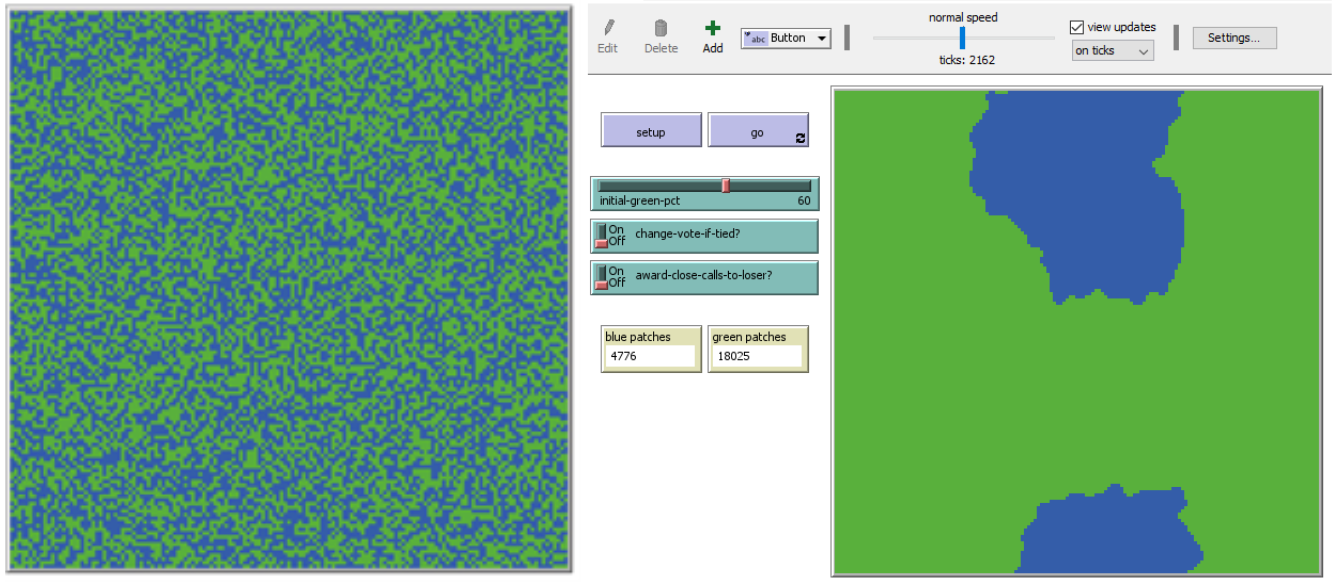 normal speed
view updates
Edit
Delete
Add
abc Button
ticks: 2162
on ticks
Settings...
setup
go
initial-green-pct
60
On
Off
change-vote-if-tied?
On
Off
award-close-calls-to-loser?
blue patches
green patches
4776
18025